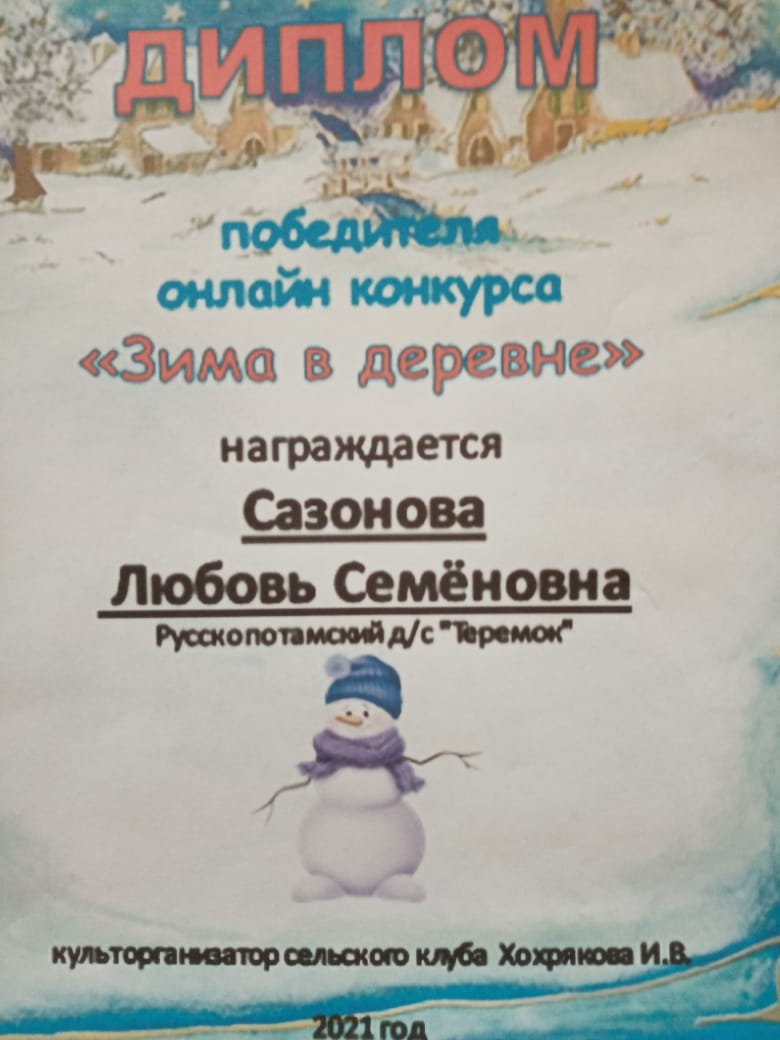 ДИПЛОМ
победителя
онлайн конкурса
«Зима в деревне»
награждается
Сазонова
Любовь Семёновна
Русскопотамский д/с "Теремок"
культорганизатор сельского клуба Хохрякова И.В.
2021 год